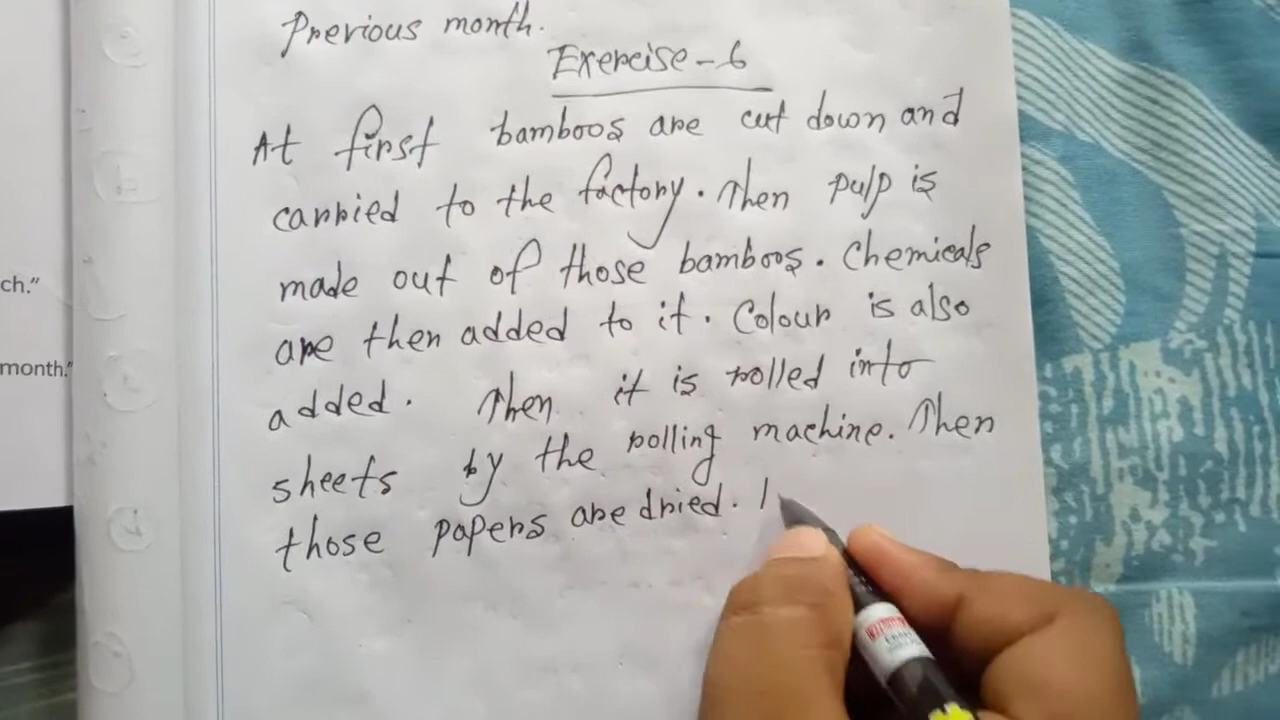 Previous month.
Exercise-6
At first bamboos are cut down and
carried to the factory. Then pulp is
made out of those bamboos. Chemicals
are then added to it. Colour is also
added. Then it is rolled into
sheets by the rolling machine. Then
those papers are dried.
ch."
month."